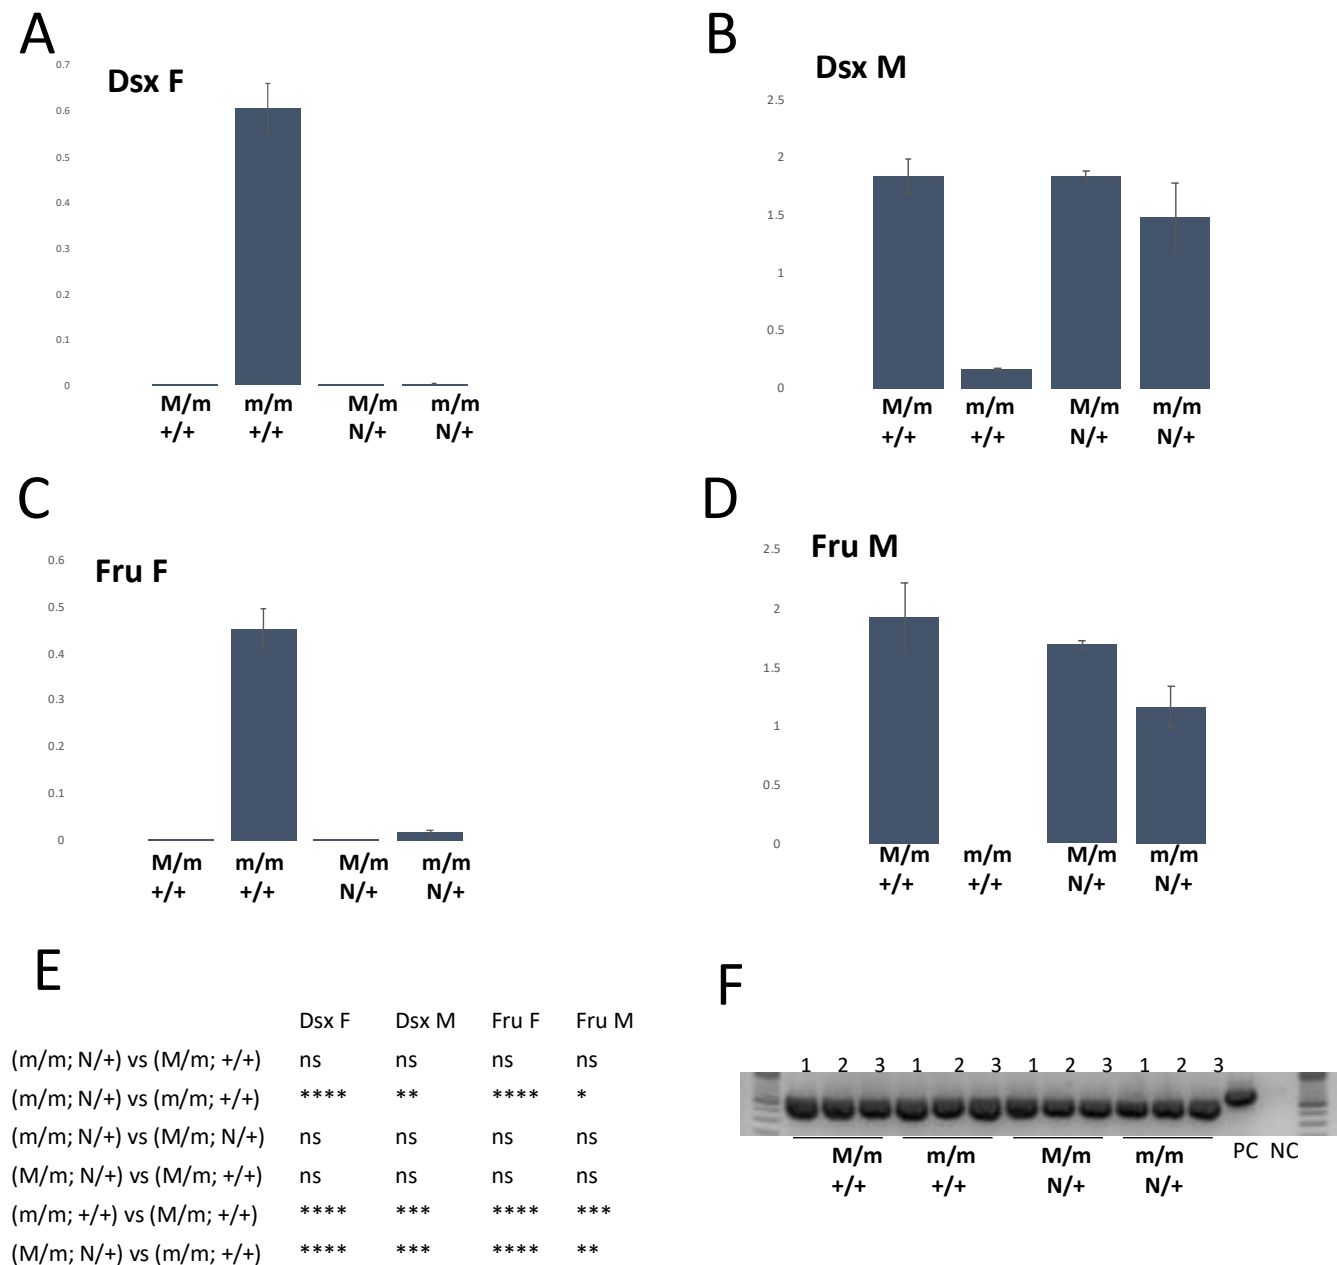 A
Dsx F
0.7
0.6
0.5
0.4
0.3
0.2
0.1
0
M/m m/m M/m m/m
+/+ +/+ N/+ N/+
B
Dsx M
2.5
2
1.5
1
0.5
0
M/m m/m M/m m/m
+/+ +/+ N/+ N/+
C
Fru F
0.6
0.5
0.4
0.3
0.2
0.1
0
M/m m/m M/m m/m
+/+ +/+ N/+ N/+
D
Fru M
2.5
2
1.5
1
0.5
0
M/m m/m M/m m/m
+/+ +/+ N/+ N/+
E
Dsx F Dsx M Fru F Fru M
(m/m; N/+) vs (M/m; +/+) ns ns ns ns
(m/m; N/+) vs (m/m; +/+) **** ** **** *
(m/m; N/+) vs (M/m; N/+) ns ns ns ns
(M/m; N/+) vs (M/m; +/+) ns ns ns ns
(m/m; +/+) vs (M/m; +/+) **** *** **** ***
(M/m; N/+) vs (m/m; +/+) **** *** **** **
F
1 2 3 1 2 3 1 2 3 1 2 3
M/m m/m M/m m/m PC NC
+/+ +/+ N/+ N/+